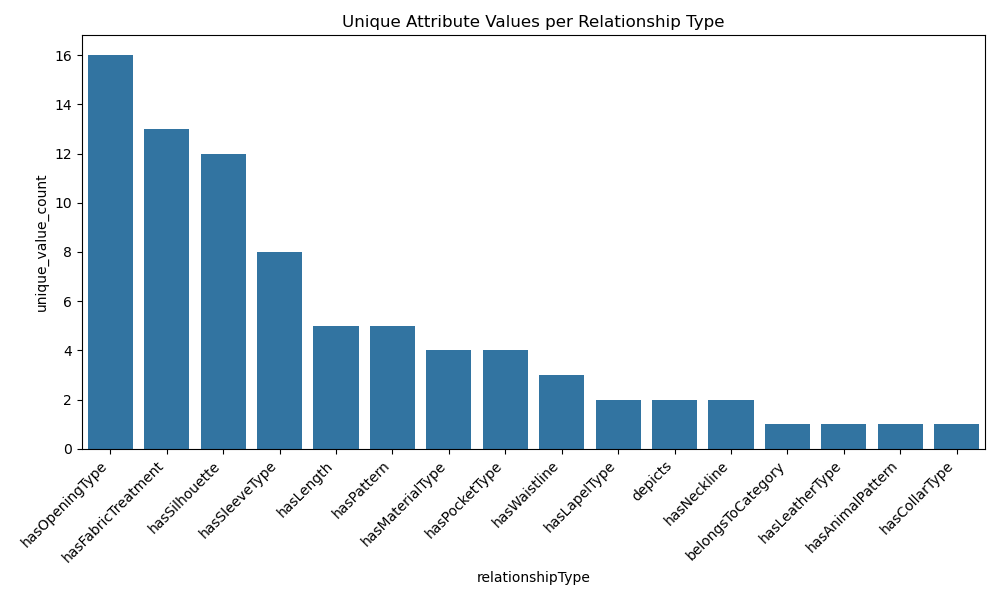 Unique Attribute Values per Relationship Type
unique_value_count
16
14
12
10
8
6
4
2
0
hasOpeningType
hasFabricTreatment
hasSilhouette
hasSleeveType
hasLength
hasPattern
hasMaterialType
hasPocketType
hasWaistline
hasLapelType
depicts
hasNeckline
belongsToCategory
hasLeatherType
hasAnimalPattern
hasCollarType
relationshipType